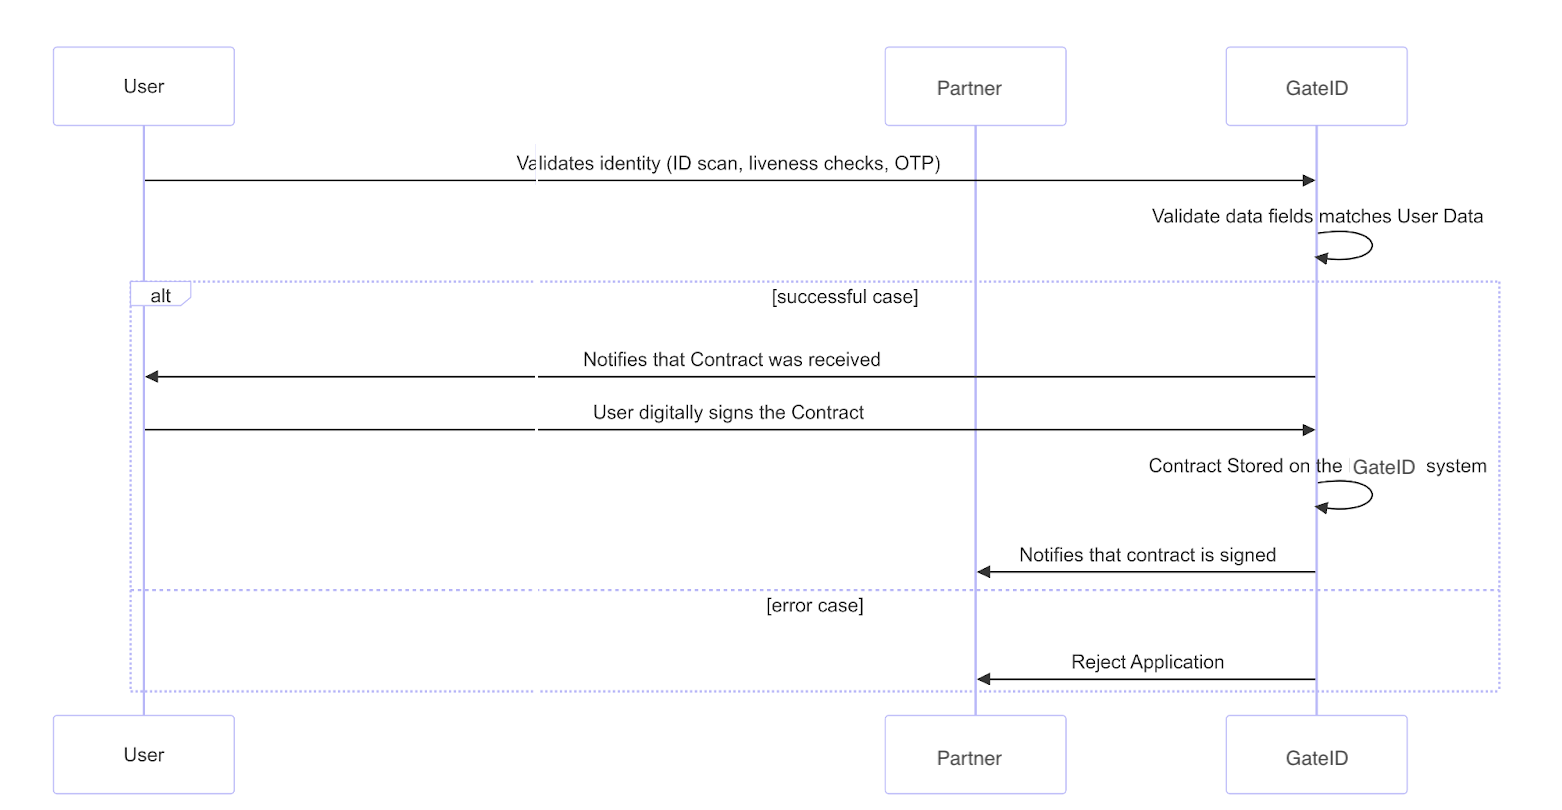 User
Partner
GateID
Validates identity (ID scan, liveness checks, OTP)
Validate data fields matches User Data
alt
[successful case]
Notifies that Contract was received
User digitally signs the Contract
Contract Stored on the GateID system
Notifies that contract is signed
[error case]
Reject Application
User
Partner
GateID